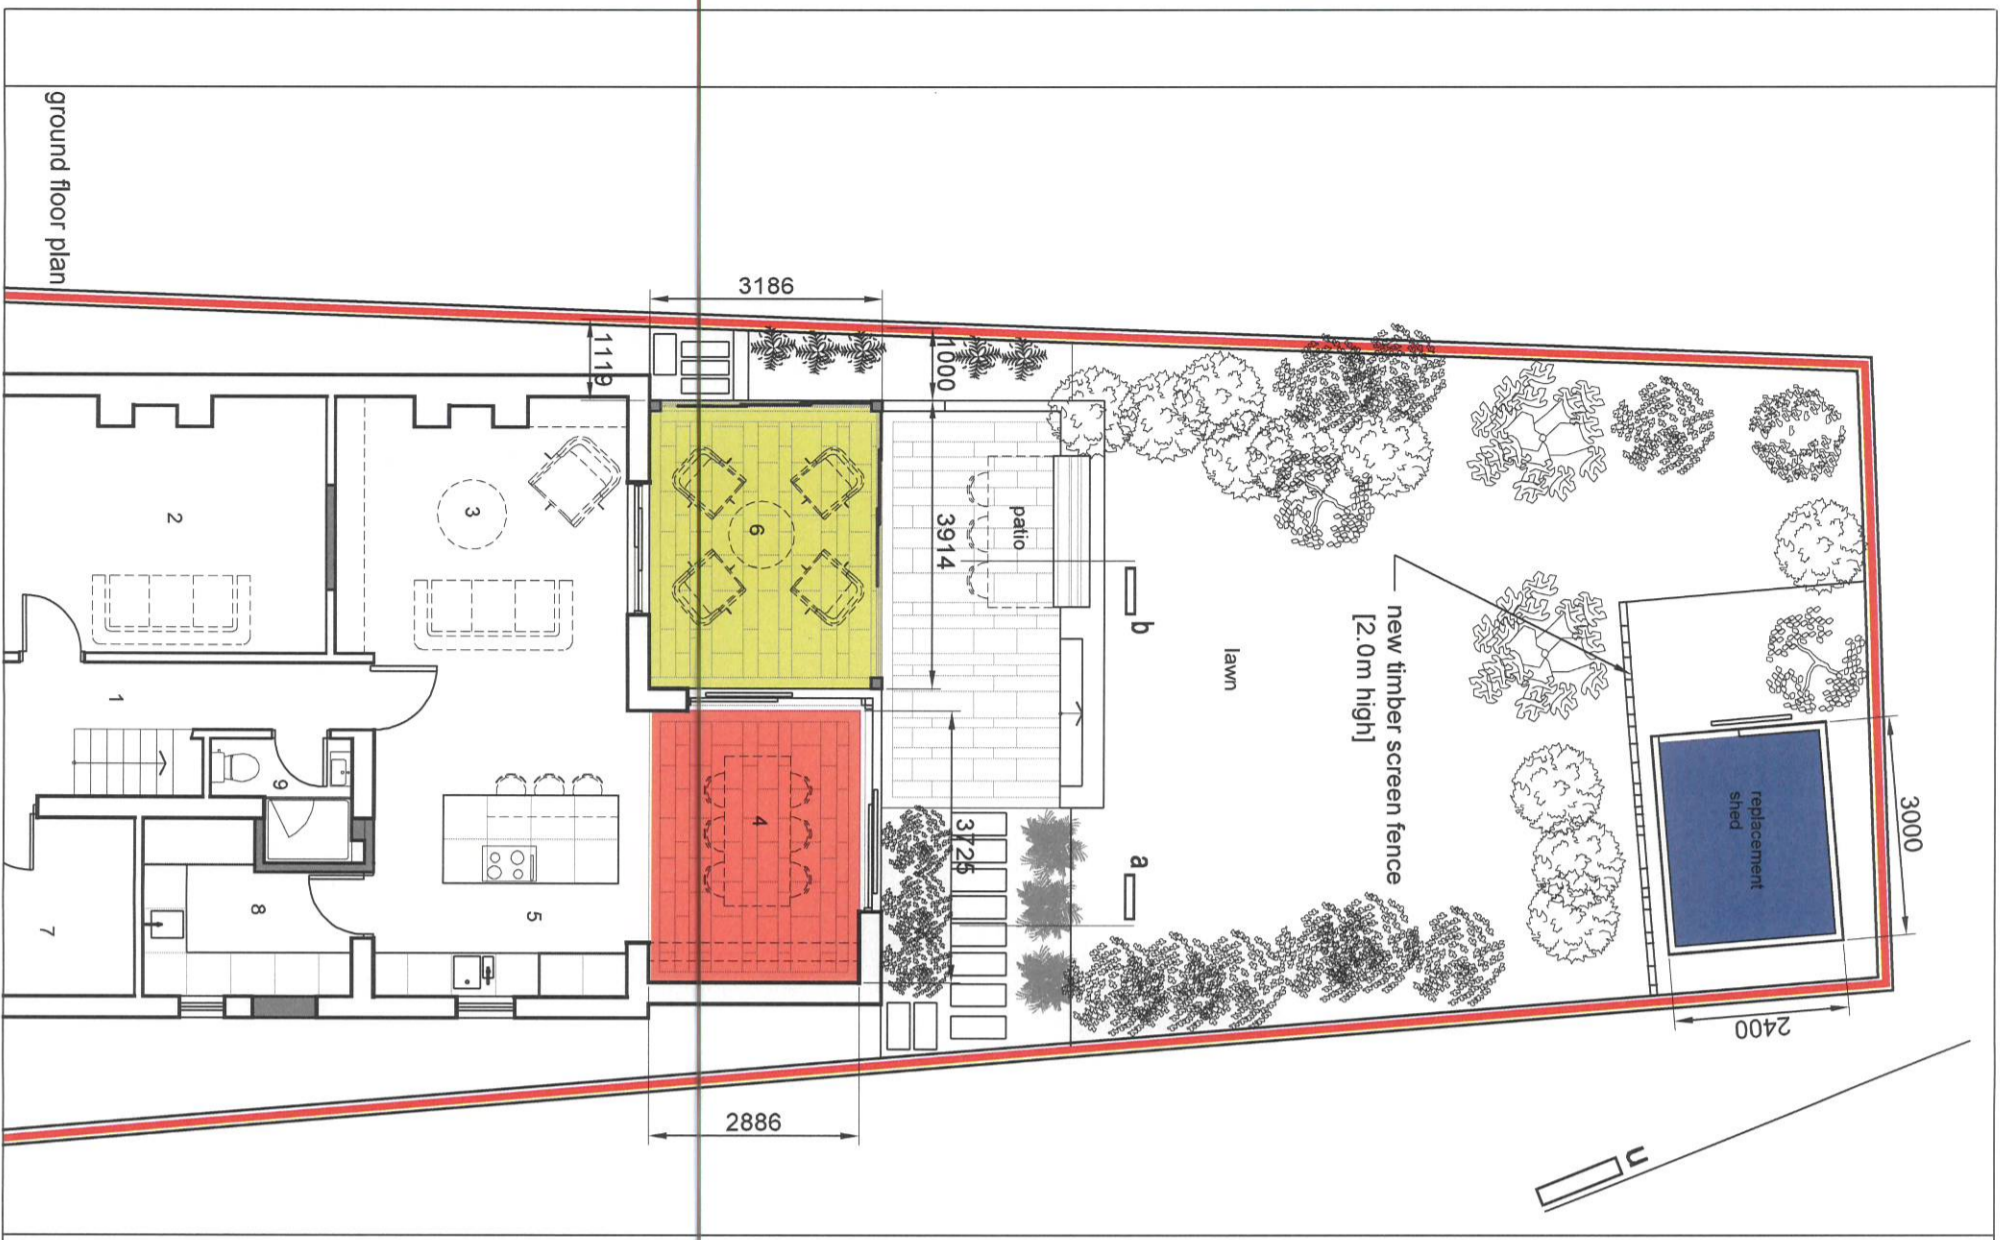 ground floor plan
3186
1119
1000
3914
patio
b
lawn
new timber screen fence
[2.0m high]
replacement
shed
3000
2400
3725
a
2886
n
1
2
3
4
5
6
7
8
9